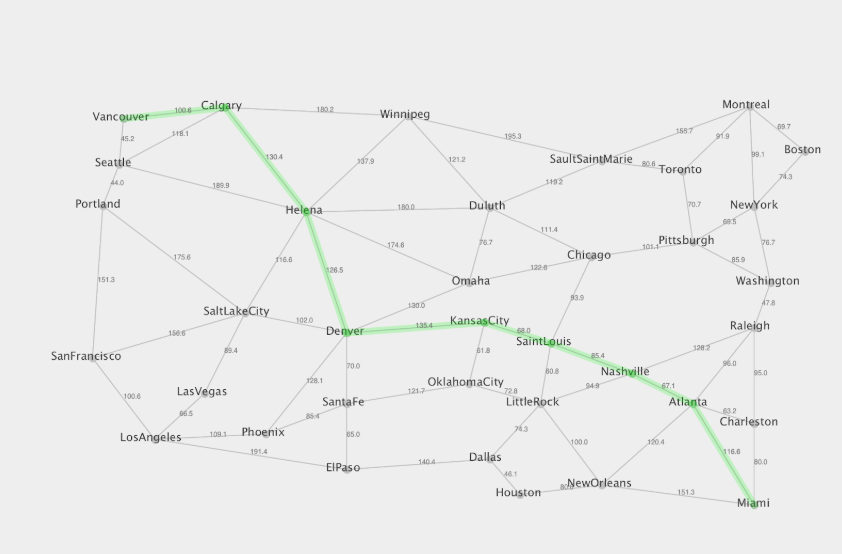 Montreal
Calgary
100.6
180.2
Winnipeg
Vancouver
89.7
118.1
155.7
91.9
195.3
45.2
Boston
99.1
130.4
SaultSaintMarie
121.2
137.9
80.6
Seattle
Toronto
74.3
119.2
44.0
189.9
Portland
70.7
NewYork
Helena
180.0
Duluth
69.5
111.4
Pittsburgh
76.7
76.7
174.6
101.1
Chicago
175.6
116.6
85.9
132.6
126.5
151.3
Omaha
Washington
93.9
47.8
130.0
SaltLakeCity
102.0
KansasCity
135.4
Raleigh
Denver
68.0
156.6
SaintLouis
128.2
89.4
61.8
SanFrancisco
85.4
98.0
70.0
60.8
Nashville
95.0
128.1
OklahomaCity
94.9
67.1
LasVegas
121.7
72.8
100.6
SantaFe
LittleRock
Atlanta
63.2
66.5
85.4
Charleston
74.3
Phoenix
109.1
65.0
LosAngeles
100.0
120.4
191.4
116.6
Dallas
140.4
80.0
ElPaso
46.1
NewOrleans
Houston
151.3
Miami